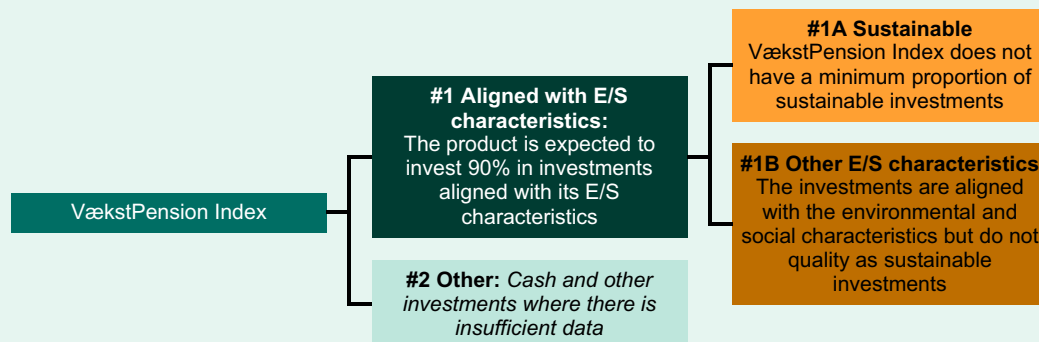 VækstPension Index
#1 Aligned with E/S
characteristics:
The product is expected to
invest 90% in investments
aligned with its E/S
characteristics
#2 Other: Cash and other
investments where there is
insufficient data
#1A Sustainable
VækstPension Index does not
have a minimum proportion of
sustainable investments
#1B Other E/S characteristics
The investments are aligned
with the environmental and
social characteristics but do not
quality as sustainable
investments